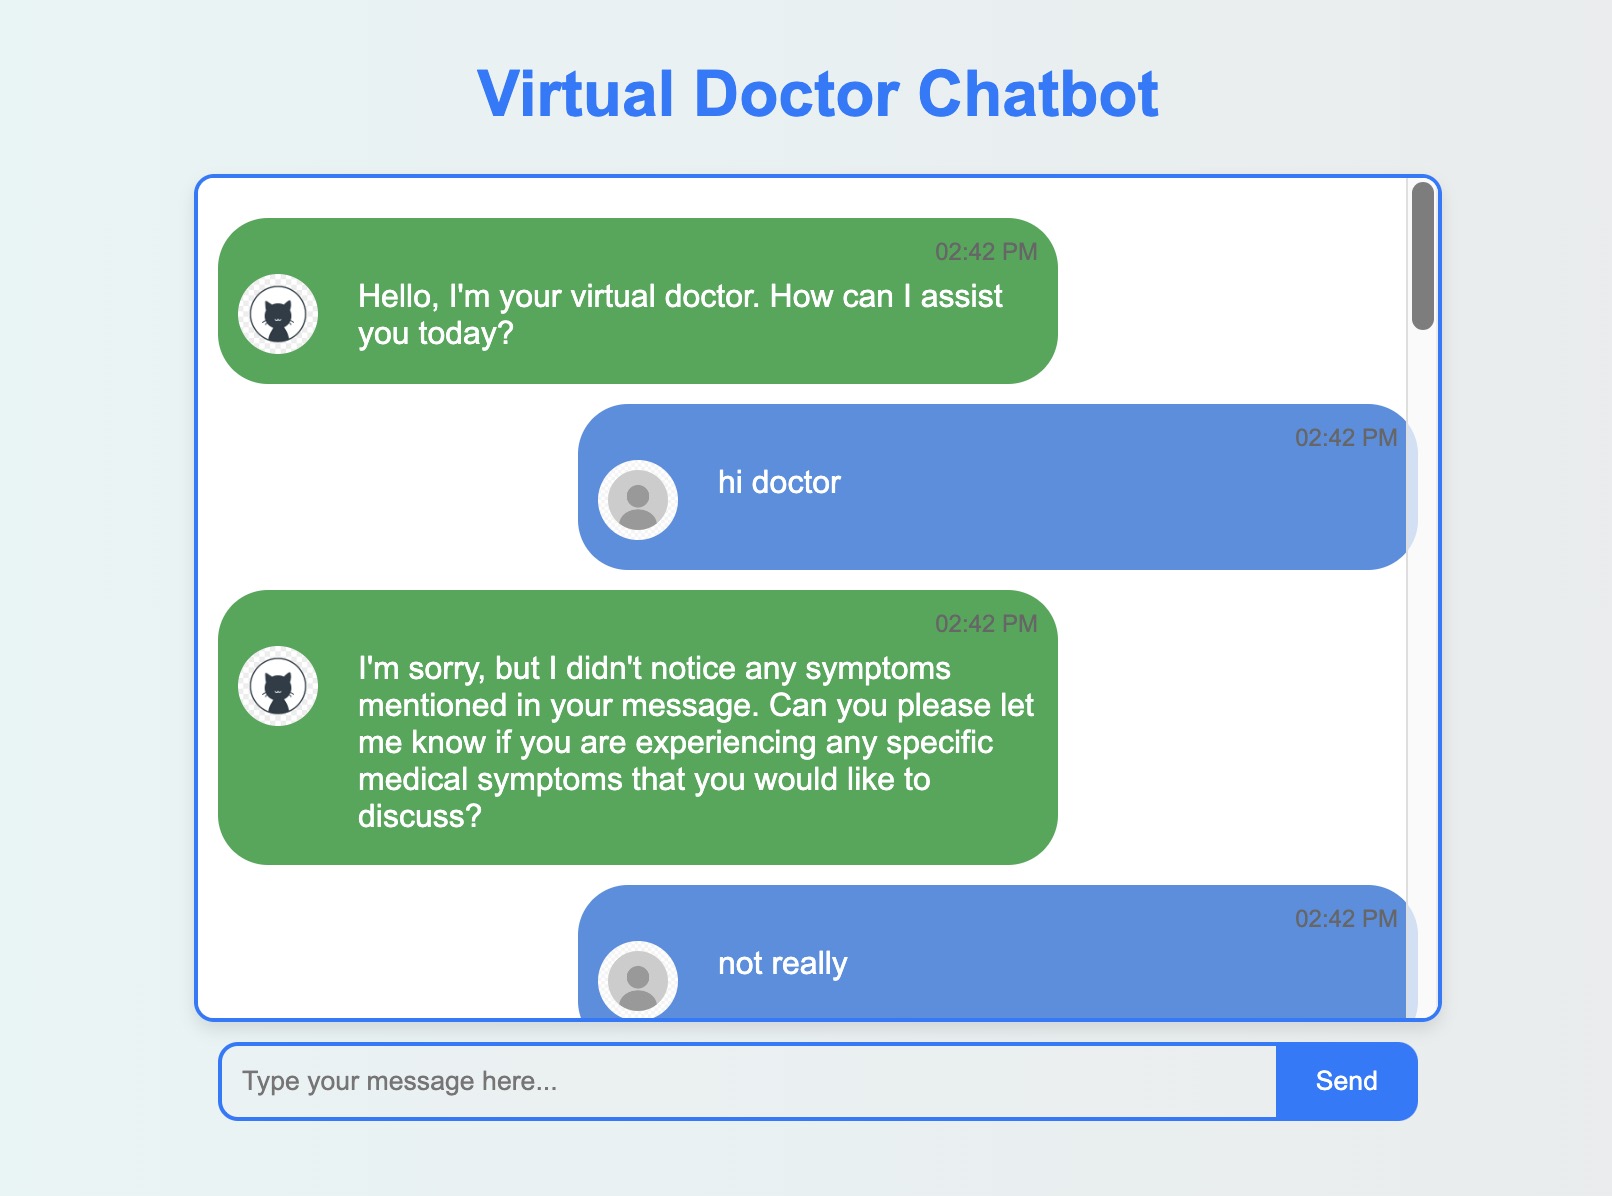 Virtual Doctor Chatbot
02:42 PM
Hello, I'm your virtual doctor. How can I assist
you today?
02:42 PM
hi doctor
02:42 PM
I'm sorry, but I didn't notice any symptoms
mentioned in your message. Can you please let
me know if you are experiencing any specific
medical symptoms that you would like to
discuss?
02:42 PM
not really
Type your message here...
Send